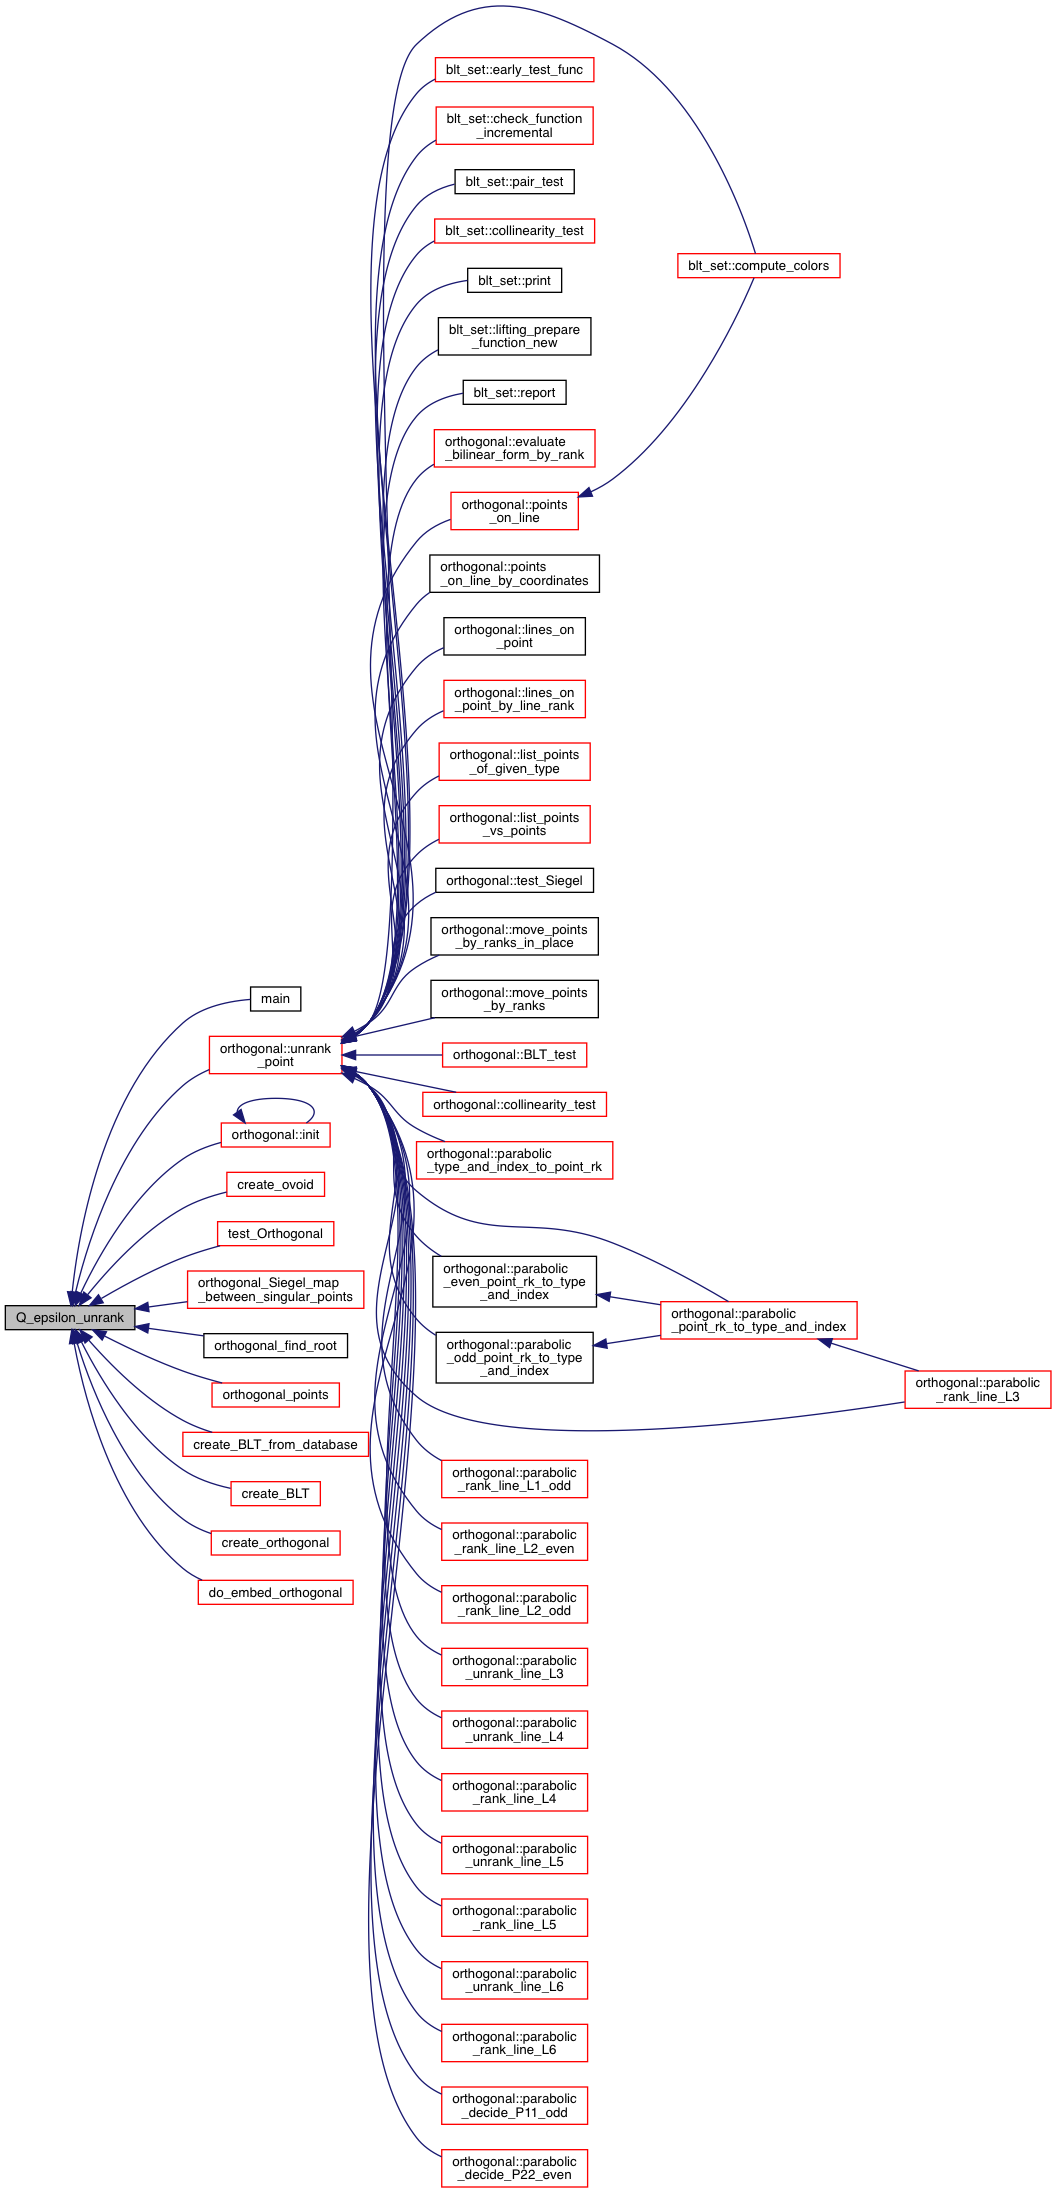 Q_epsilon_unrank
main
orthogonal::unrank
_point
orthogonal::init
create_ovoid
test_Orthogonal
orthogonal_Siegel_map
_between_singular_points
orthogonal_find_root
orthogonal_points
create_BLT_from_database
create_BLT
create_orthogonal
do_embed_orthogonal
blt_set::early_test_func
blt_set::check_function
_incremental
blt_set::pair_test
blt_set::collinearity_test
blt_set::print
blt_set::lifting_prepare
_function_new
blt_set::report
orthogonal::evaluate
_bilinear_form_by_rank
orthogonal::points
_on_line
orthogonal::points
_on_line_by_coordinates
orthogonal::lines_on
_point
orthogonal::lines_on
_point_by_line_rank
orthogonal::list_points
_of_given_type
orthogonal::list_points
_vs_points
orthogonal::test_Siegel
orthogonal::move_points
_by_ranks_in_place
orthogonal::move_points
_by_ranks
orthogonal::BLT_test
orthogonal::collinearity_test
orthogonal::parabolic
_type_and_index_to_point_rk
orthogonal::parabolic
_even_point_rk_to_type
_and_index
orthogonal::parabolic
_odd_point_rk_to_type
_and_index
orthogonal::parabolic
_rank_line_L1_odd
orthogonal::parabolic
_rank_line_L2_even
orthogonal::parabolic
_rank_line_L2_odd
orthogonal::parabolic
_unrank_line_L3
orthogonal::parabolic
_unrank_line_L4
orthogonal::parabolic
_rank_line_L4
orthogonal::parabolic
_unrank_line_L5
orthogonal::parabolic
_rank_line_L5
orthogonal::parabolic
_unrank_line_L6
orthogonal::parabolic
_rank_line_L6
orthogonal::parabolic
_decide_P11_odd
orthogonal::parabolic
_decide_P22_even
blt_set::compute_colors
orthogonal::parabolic
_point_rk_to_type_and_index
orthogonal::parabolic
_rank_line_L3